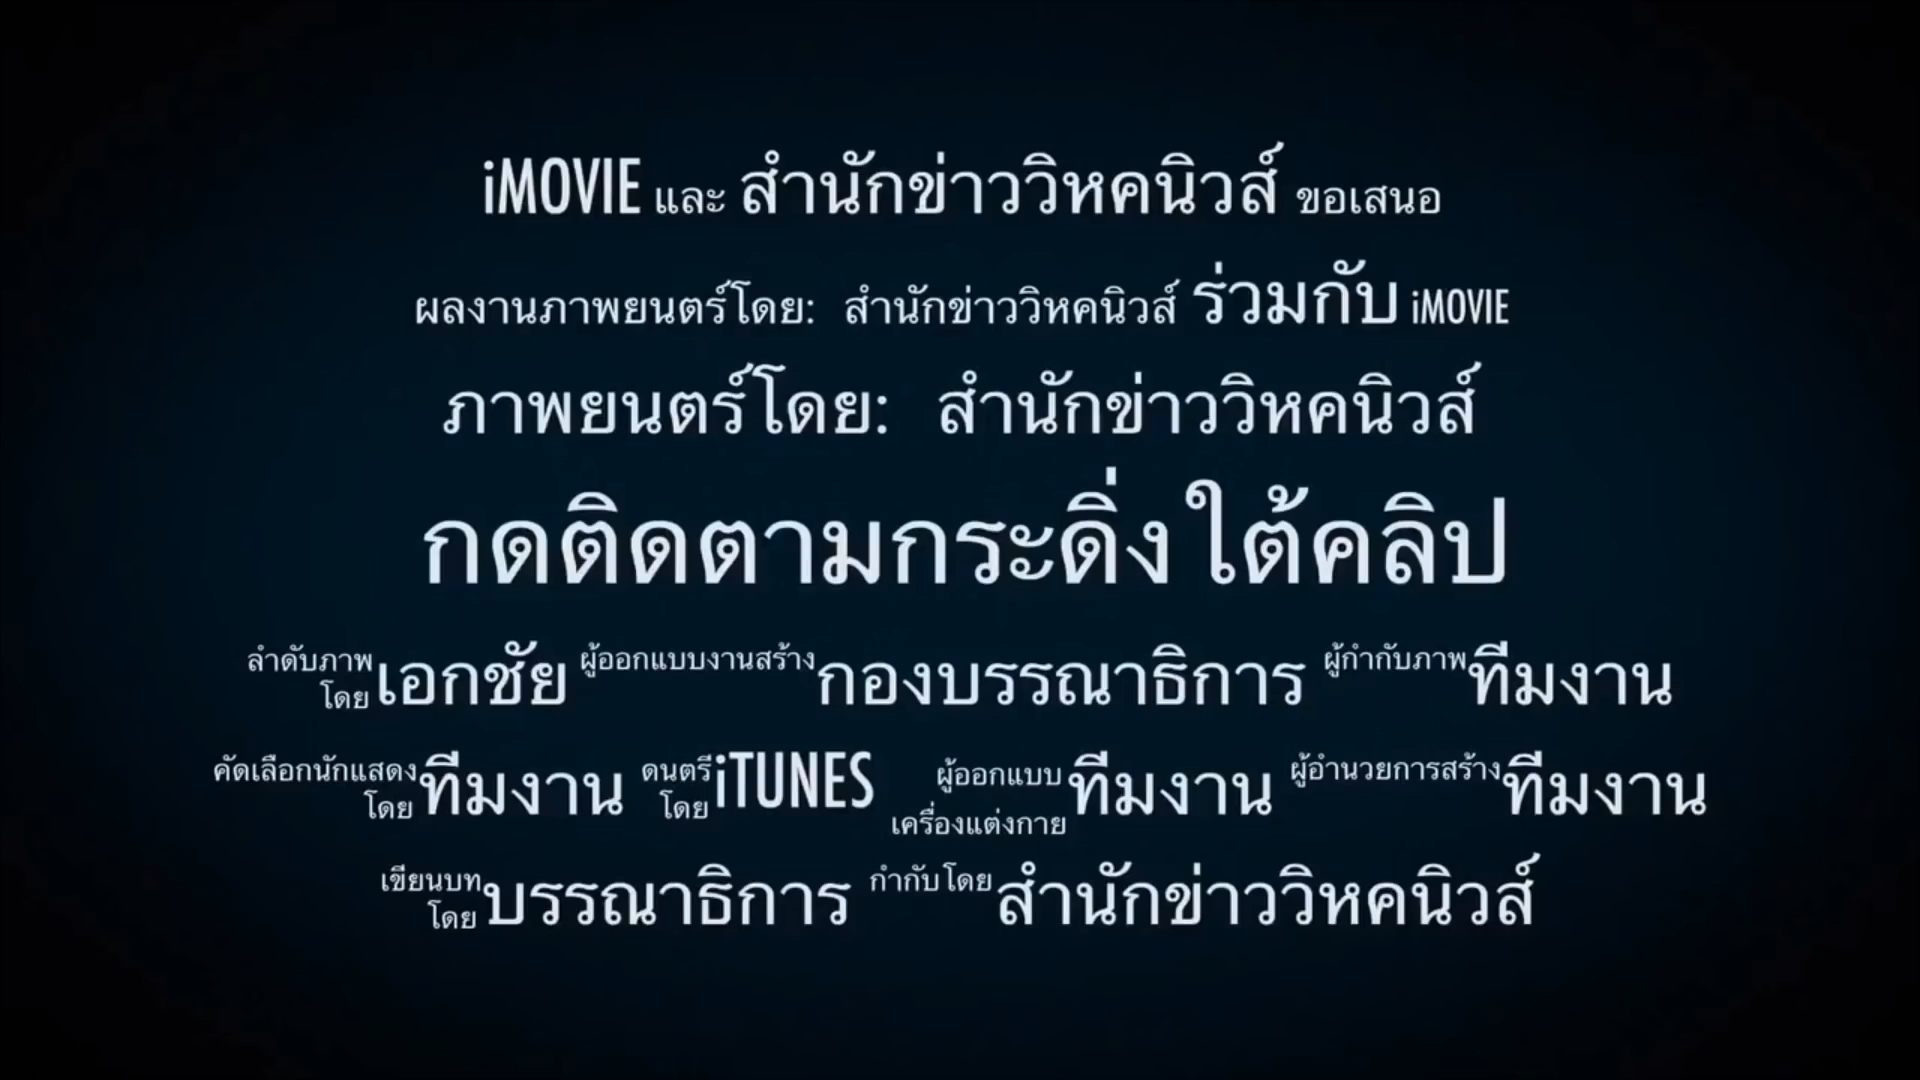 iMOVIE และ สำนักข่าววิหคนิวส์ ขอเสนอ
ผลงานภาพยนตร์โดย: สำนักข่าววิหคนิวส์ ร่วมกับ iMOVIE
ภาพยนตร์โดย: สำนักข่าววิหคนิวส์
กดติดตามกระดิ่งใต้คลิป
ลำดับภาพโดย เอกชัย ผู้ออกแบบงานสร้าง กองบรรณาธิการ ผู้กำกับภาพ ทีมงาน
คัดเลือกนักแสดงโดย ทีมงาน ดนตรีโดย iTUNES ผู้ออกแบบเครื่องแต่งกาย ทีมงาน ผู้อำนวยการสร้าง ทีมงาน
เขียนบทโดย บรรณาธิการ กำกับโดย สำนักข่าววิหคนิวส์